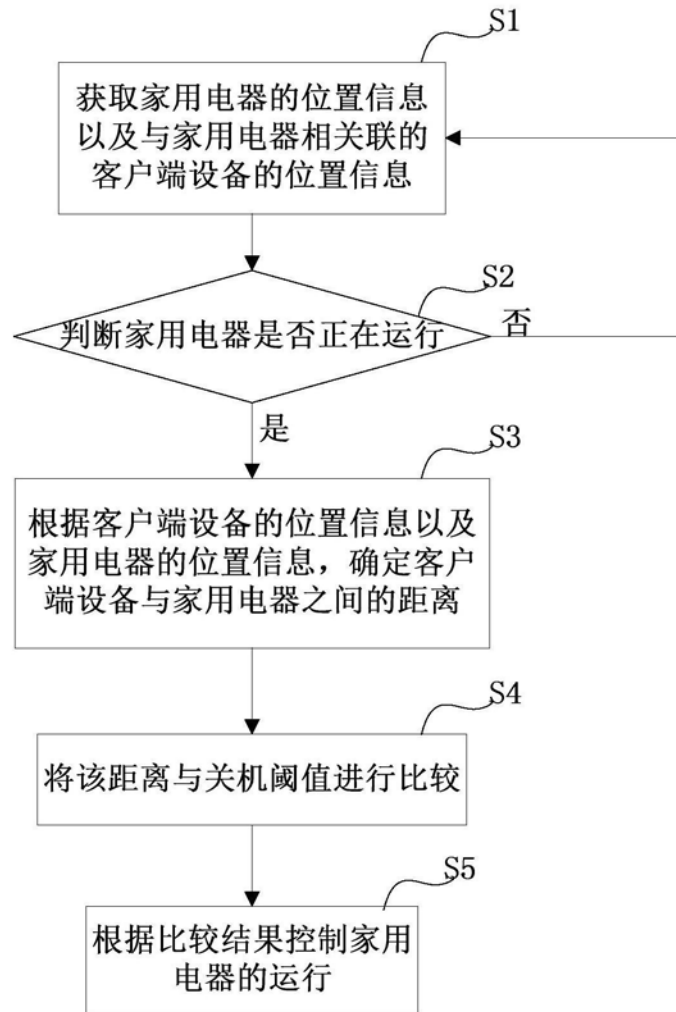 S1
获取家用电器的位置信息
以及与家用电器相关联的
客户端设备的位置信息
S2
判断家用电器是否正在运行
否
是
S3
根据客户端设备的位置信息以及
家用电器的位置信息，确定客户
端设备与家用电器之间的距离
S4
将该距离与关机阈值进行比较
S5
根据比较结果控制家用
电器的运行